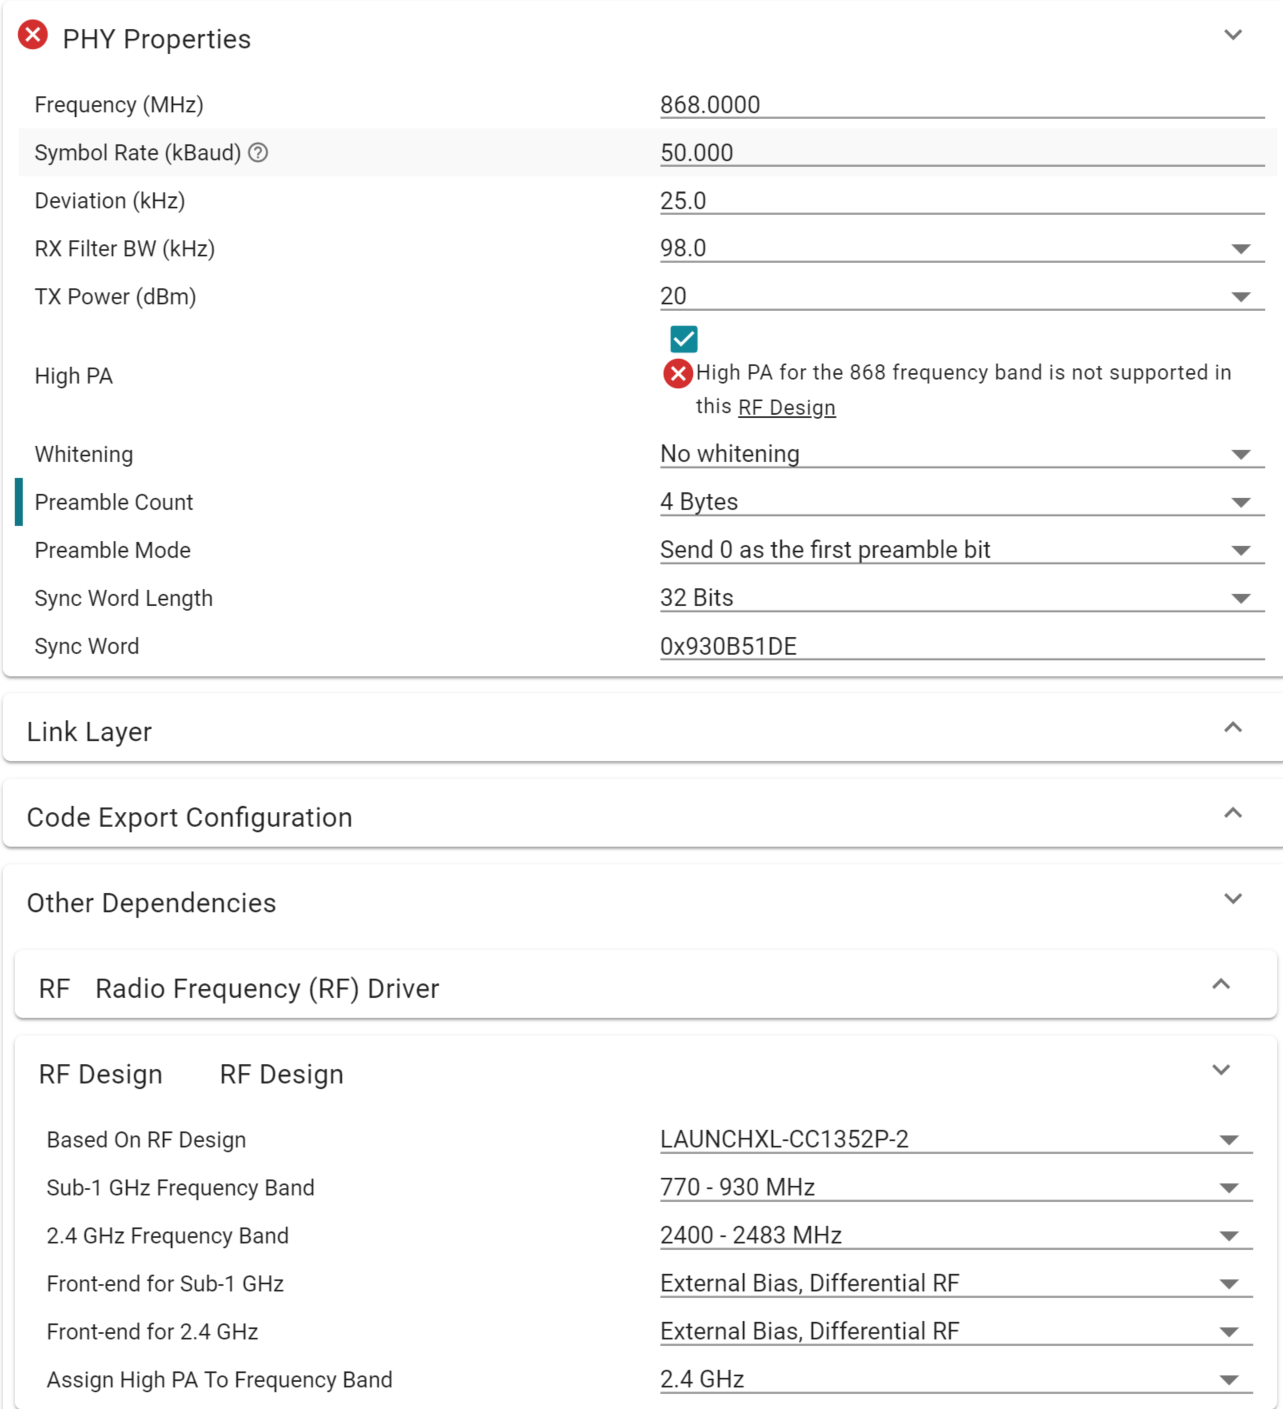 PHY Properties
Frequency (MHz) 868.0000
Symbol Rate (kBaud) ? 50.000
Deviation (kHz) 25.0
RX Filter BW (kHz) 98.0
TX Power (dBm) 20
High PA High PA for the 868 frequency band is not supported in
this RF Design
Whitening No whitening
Preamble Count 4 Bytes
Preamble Mode Send 0 as the first preamble bit
Sync Word Length 32 Bits
Sync Word 0x930B51DE
Link Layer
Code Export Configuration
Other Dependencies
RF Radio Frequency (RF) Driver
RF Design RF Design
Based On RF Design LAUNCHXL-CC1352P-2
Sub-1 GHz Frequency Band 770 - 930 MHz
2.4 GHz Frequency Band 2400 - 2483 MHz
Front-end for Sub-1 GHz External Bias, Differential RF
Front-end for 2.4 GHz External Bias, Differential RF
Assign High PA To Frequency Band 2.4 GHz